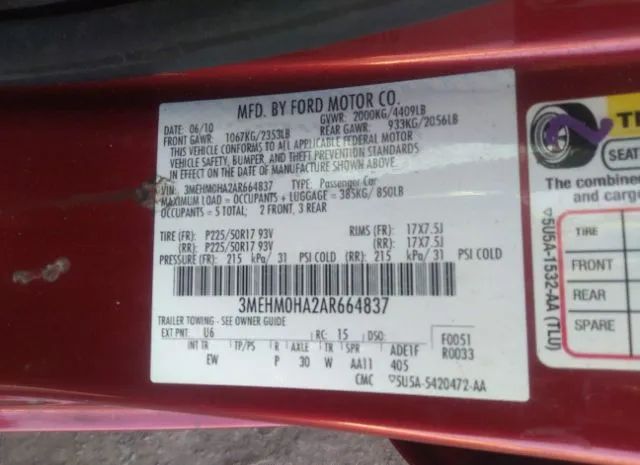 MFD. BY FORD MOTOR CO.
DATE: 06/10 GVWR: 2000KG/4409LB
FRONT GAWR: 1067KG/2353LB REAR GAWR: 933KG/2056LB
THIS VEHICLE CONFORMS TO ALL APPLICABLE FEDERAL MOTOR
VEHICLE SAFETY, BUMPER, AND THEFT PREVENTION STANDARDS
IN EFFECT ON THE DATE OF MANUFACTURE SHOWN ABOVE.
VIN: 3MEHM0HA2AR664837 TYPE: Passenger Car
MAXIMUM LOAD = OCCUPANTS + LUGGAGE = 385KG/ 850LB
OCCUPANTS = 5 TOTAL; 2 FRONT, 3 REAR
TIRE (FR): P225/50R17 93V RIMS (FR): 17X7.5J
(RR): P225/50R17 93V (RR): 17X7.5J
PRESSURE (FR): 215 kPa/ 31 PSI COLD (RR): 215 kPa/ 31 PSI COLD
3MEHM0HA2AR664837
TRAILER TOWING - SEE OWNER GUIDE
EXT PNT: U6 RC: 15 DSO: F0051
INT TR TP/PS R AXLE TR SPR ADE1F R0033
EW P 30 W AA11 405
CMC ▽5U5A-5420472-AA
2
SEAT
The combined
and cargo
TIRE
FRONT
REAR
SPARE
▽5U5A-1532-AA (TLU)